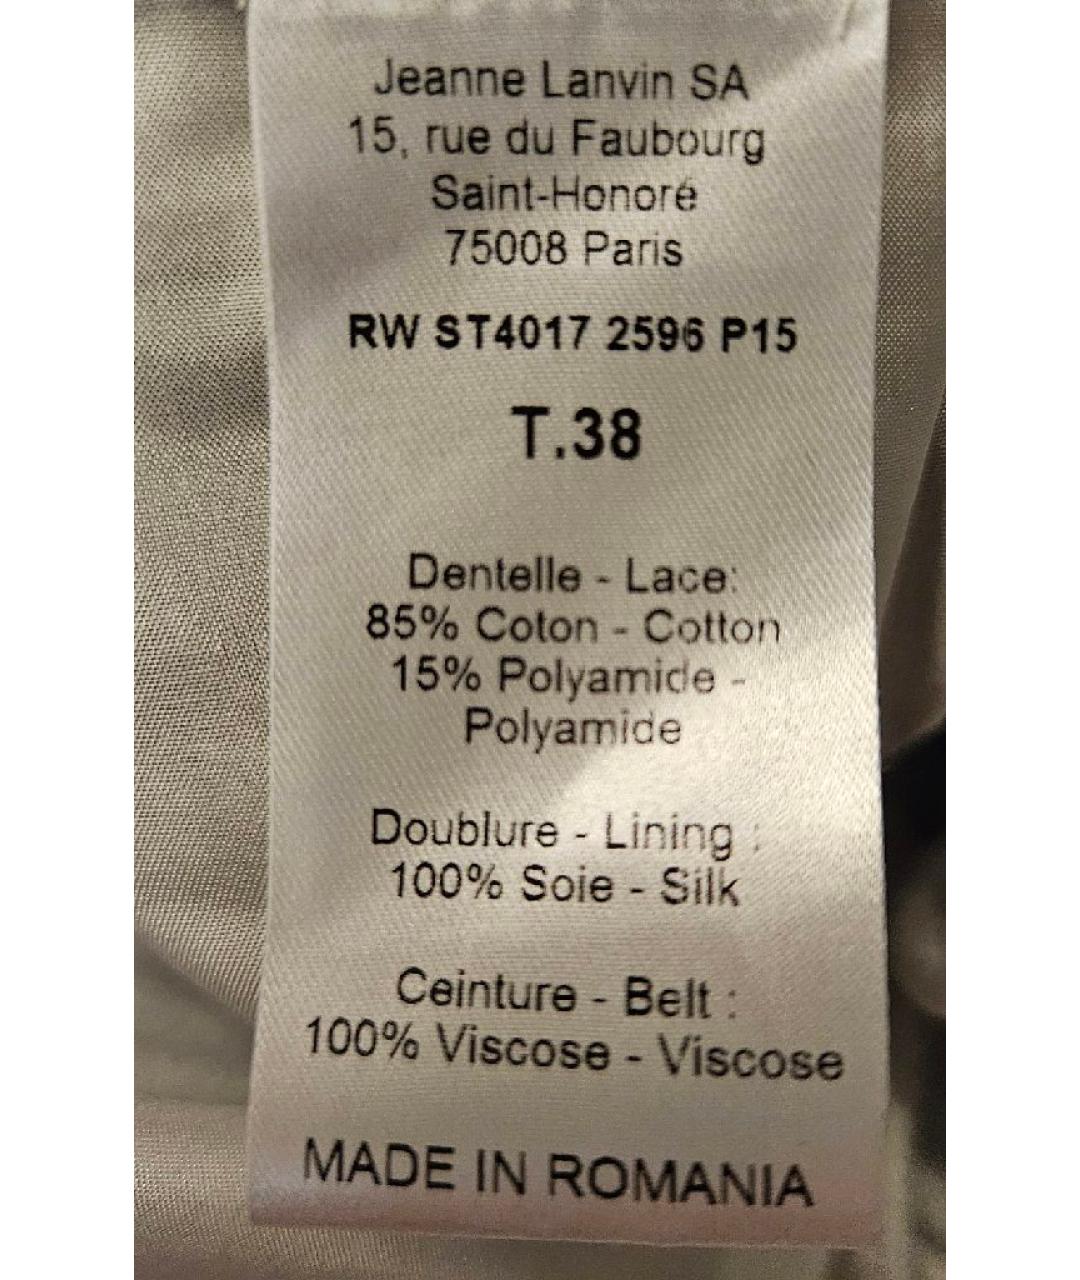 Jeanne Lanvin SA
15, rue du Faubourg
Saint-Honoré
75008 Paris
RW ST4017 2596 P15
T.38
Dentelle - Lace:
85% Coton - Cotton
15% Polyamide -
Polyamide
Doublure - Lining :
100% Soie - Silk
Ceinture - Belt :
100% Viscose - Viscose
MADE IN ROMANIA